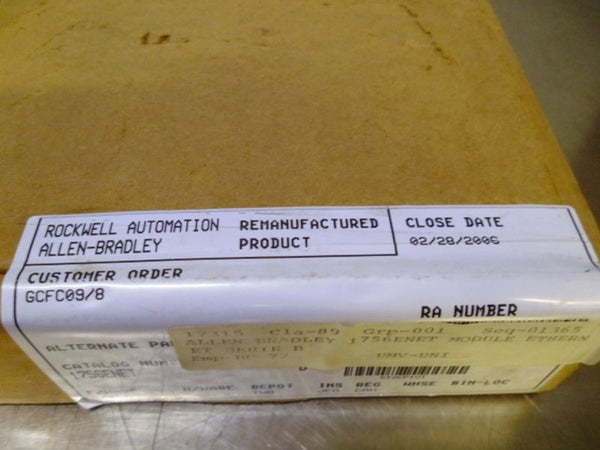 ROCKWELL AUTOMATION REMANUFACTURED CLOSE DATE
ALLEN-BRADLEY PRODUCT 02/28/2006
CUSTOMER ORDER
GCFC09/8
RA NUMBER
17315 Cla-89 Grp-001 Seq-01365
ALTERNATE ALLEN BRADLEY 1756ENET MODULE ETHERN
ET SERIE B
UNV-UNI
CATALOG
1756ENET
DEPOT INS REG WHSE BIN-LOC